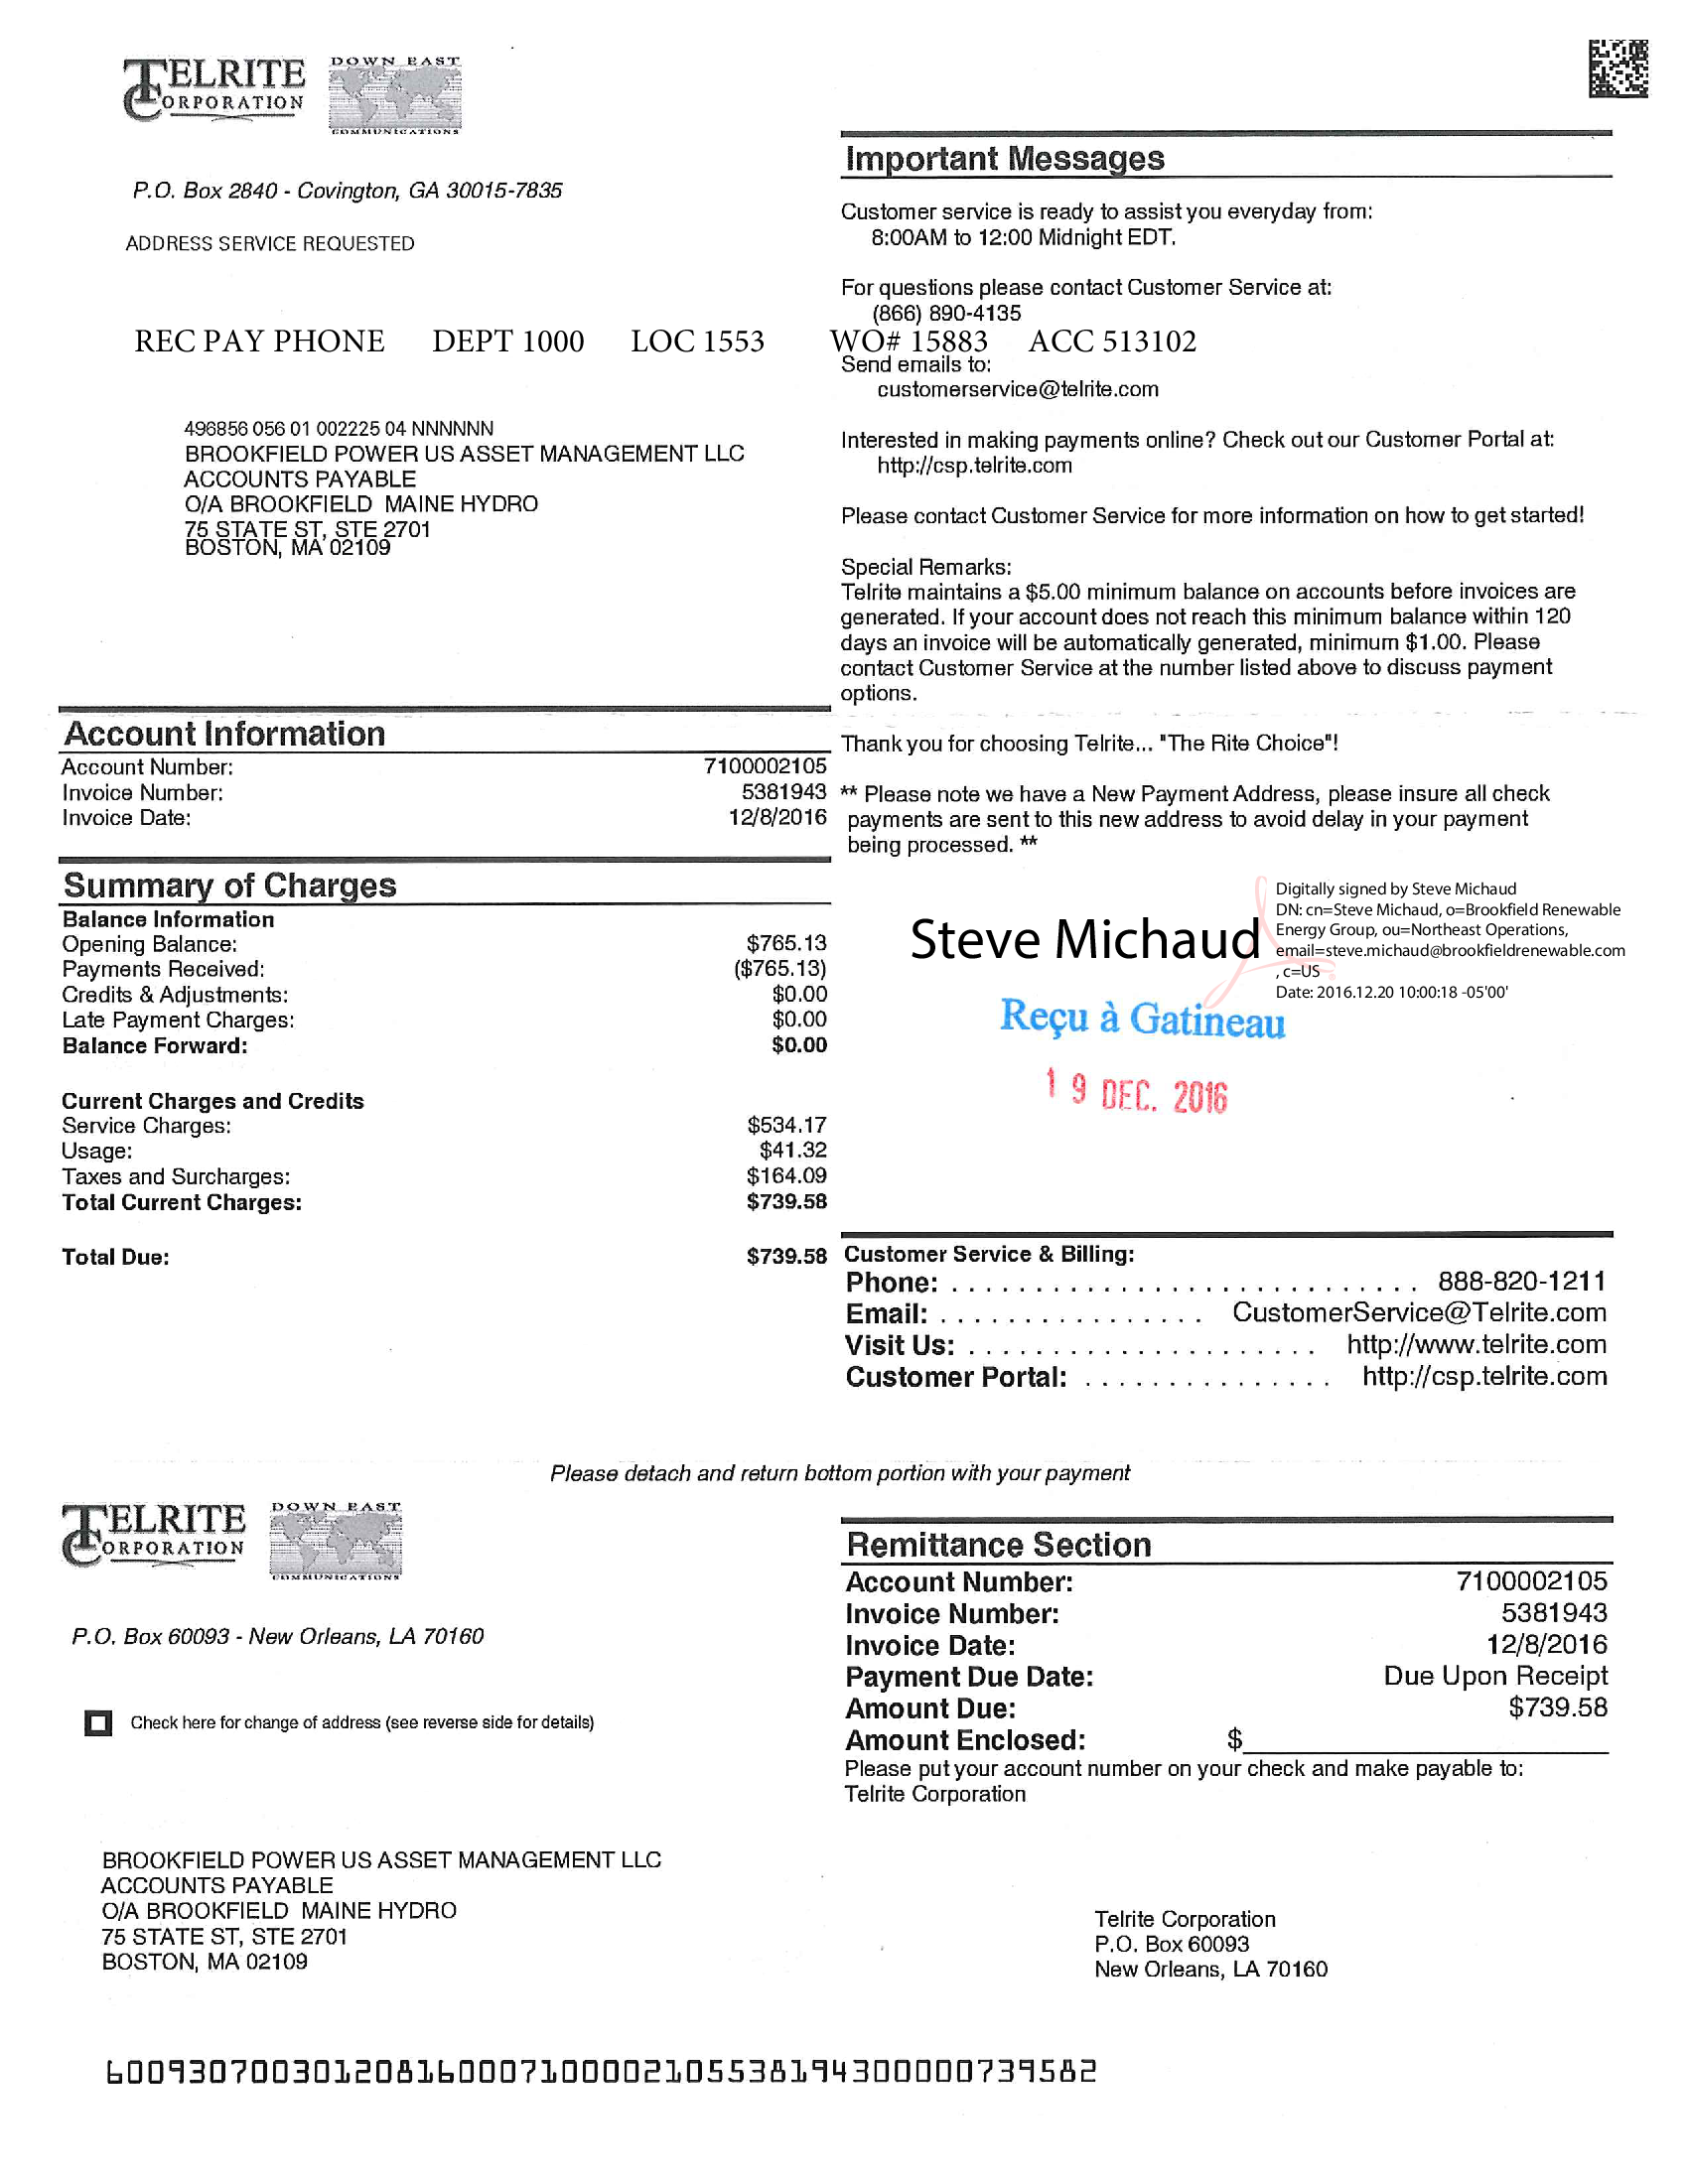 TELRITE
CORPORATION
DOWN EAST
COMMUNICATIONS
P.O. Box 2840 - Covington, GA 30015-7835
ADDRESS SERVICE REQUESTED
REC PAY PHONE DEPT 1000 LOC 1553 WO# 15883 ACC 513102
496856 056 01 002225 04 NNNNNN
BROOKFIELD POWER US ASSET MANAGEMENT LLC
ACCOUNTS PAYABLE
O/A BROOKFIELD MAINE HYDRO
75 STATE ST, STE 2701
BOSTON, MA 02109
Important Messages
Customer service is ready to assist you everyday from:
8:00AM to 12:00 Midnight EDT.
For questions please contact Customer Service at:
(866) 890-4135
Send emails to:
customerservice@telrite.com
Interested in making payments online? Check out our Customer Portal at:
http://csp.telrite.com
Please contact Customer Service for more information on how to get started!
Special Remarks:
Telrite maintains a $5.00 minimum balance on accounts before invoices are
generated. If your account does not reach this minimum balance within 120
days an invoice will be automatically generated, minimum $1.00. Please
contact Customer Service at the number listed above to discuss payment
options.
Thank you for choosing Telrite... "The Rite Choice"!
** Please note we have a New Payment Address, please insure all check
payments are sent to this new address to avoid delay in your payment
being processed. **
Account Information
Account Number: 7100002105
Invoice Number: 5381943
Invoice Date: 12/8/2016
Summary of Charges
Balance Information
Opening Balance: $765.13
Payments Received: ($765.13)
Credits & Adjustments: $0.00
Late Payment Charges: $0.00
Balance Forward: $0.00
Current Charges and Credits
Service Charges: $534.17
Usage: $41.32
Taxes and Surcharges: $164.09
Total Current Charges: $739.58
Total Due: $739.58
Steve Michaud
Digitally signed by Steve Michaud
DN: cn=Steve Michaud, o=Brookfield Renewable
Energy Group, ou=Northeast Operations,
email=steve.michaud@brookfieldrenewable.com
, c=US
Date: 2016.12.20 10:00:18 -05'00'
Reçu à Gatineau
19 DEC. 2016
Customer Service & Billing:
Phone: . . . . . . . . . . . . . . . . . . . . . . . . . . . . 888-820-1211
Email: . . . . . . . . . . . . . . . . CustomerService@Telrite.com
Visit Us: . . . . . . . . . . . . . . . . . . . . . http://www.telrite.com
Customer Portal: . . . . . . . . . . . . . . . http://csp.telrite.com
Please detach and return bottom portion with your payment
TELRITE
CORPORATION
DOWN EAST
COMMUNICATIONS
P.O. Box 60093 - New Orleans, LA 70160
Check here for change of address (see reverse side for details)
Remittance Section
Account Number: 7100002105
Invoice Number: 5381943
Invoice Date: 12/8/2016
Payment Due Date: Due Upon Receipt
Amount Due: $739.58
Amount Enclosed: $
Please put your account number on your check and make payable to:
Telrite Corporation
BROOKFIELD POWER US ASSET MANAGEMENT LLC
ACCOUNTS PAYABLE
O/A BROOKFIELD MAINE HYDRO
75 STATE ST, STE 2701
BOSTON, MA 02109
Telrite Corporation
P.O. Box 60093
New Orleans, LA 70160
6009307003012081600071000021055381943000007395​82